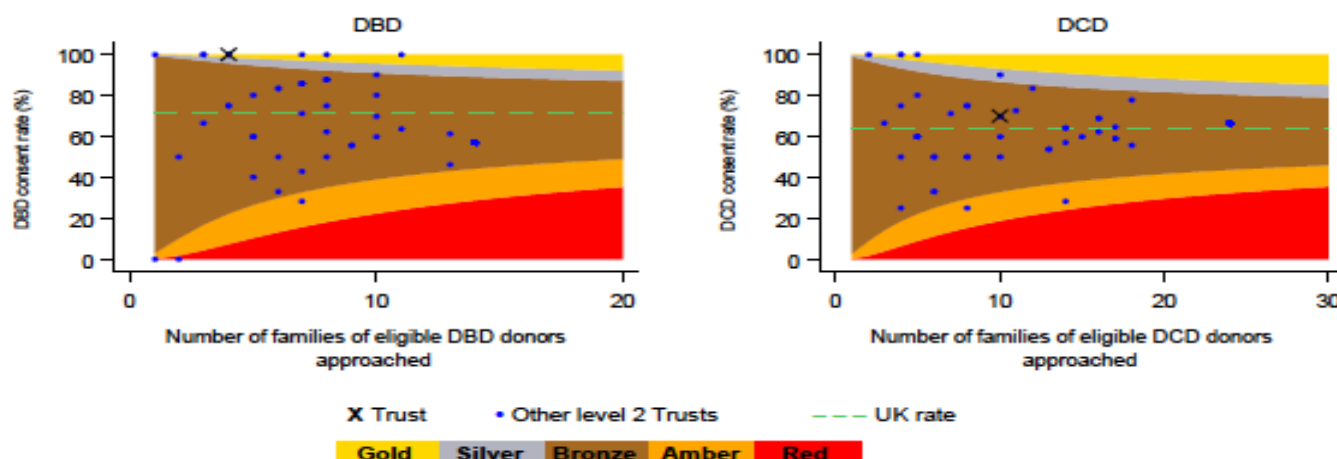 DBD
DCD
DBD consent rate (%)
100
80
60
40
20
0
0 10 20
Number of families of eligible DBD donors
approached
DCD consent rate (%)
100
80
60
40
20
0
0 10 20 30
Number of families of eligible DCD donors
approached
X Trust Other level 2 Trusts UK rate
Gold Silver Bronze Amber Red